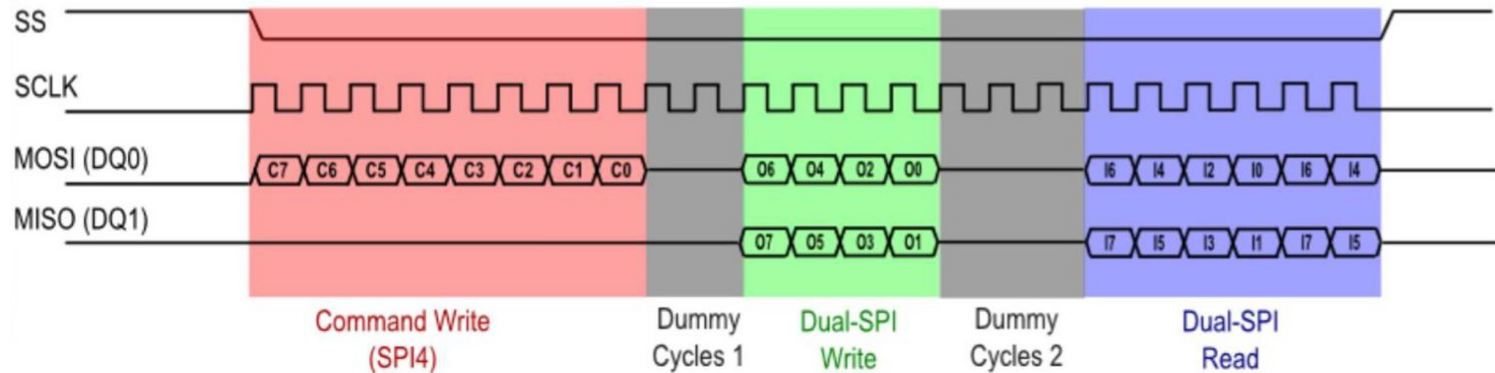 SS
SCLK
MOSI (DQ0)
C7 C6 C5 C4 C3 C2 C1 C0 O6 O4 O2 O0 I6 I4 I2 I0 I6 I4
MISO (DQ1)
O7 O5 O3 O1 I7 I5 I3 I1 I7 I5
Command Write Dummy Dual-SPI Dummy Dual-SPI
(SPI4) Cycles 1 Write Cycles 2 Read